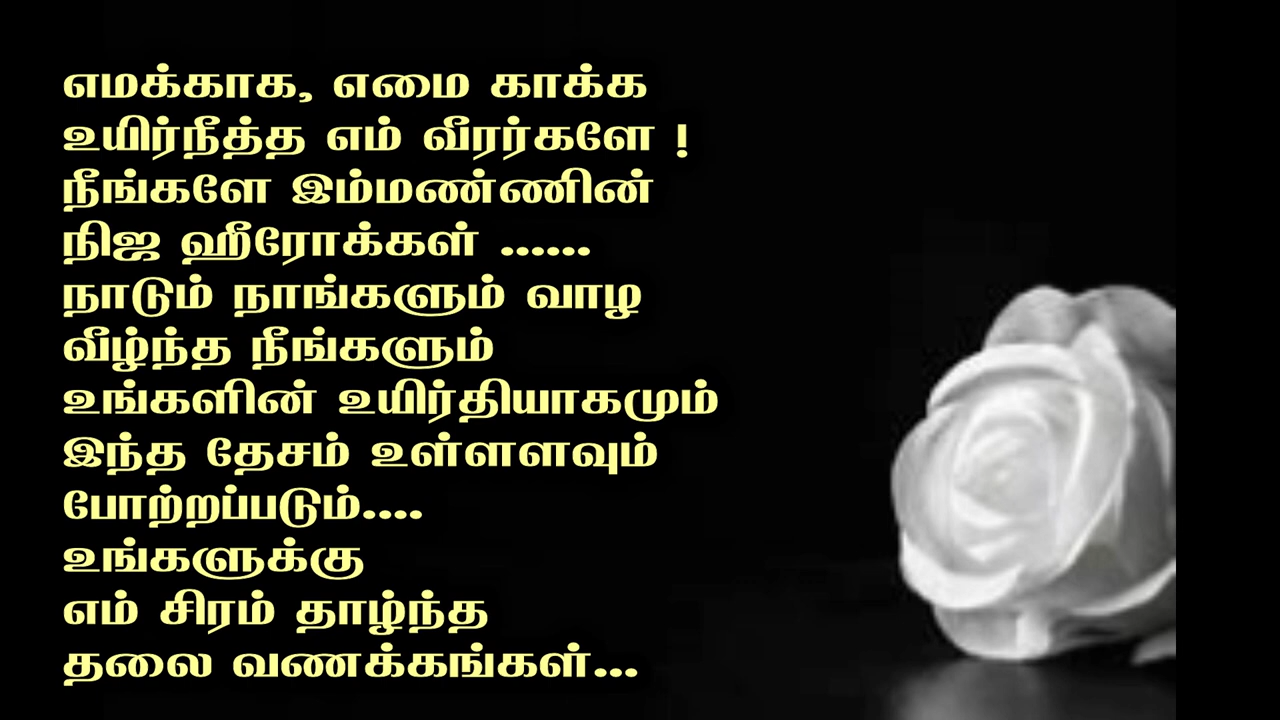 எமக்காக, எமை காக்க
உயிர்நீத்த எம் வீரர்களே !
நீங்களே இம்மண்ணின்
நிஜ ஹீரோக்கள் ......
நாடும் நாங்களும் வாழ
வீழ்ந்த நீங்களும்
உங்களின் உயிர்தியாகமும்
இந்த தேசம் உள்ளளவும்
போற்றப்படும்....
உங்களுக்கு
எம் சிரம் தாழ்ந்த
தலை வணக்கங்கள்...